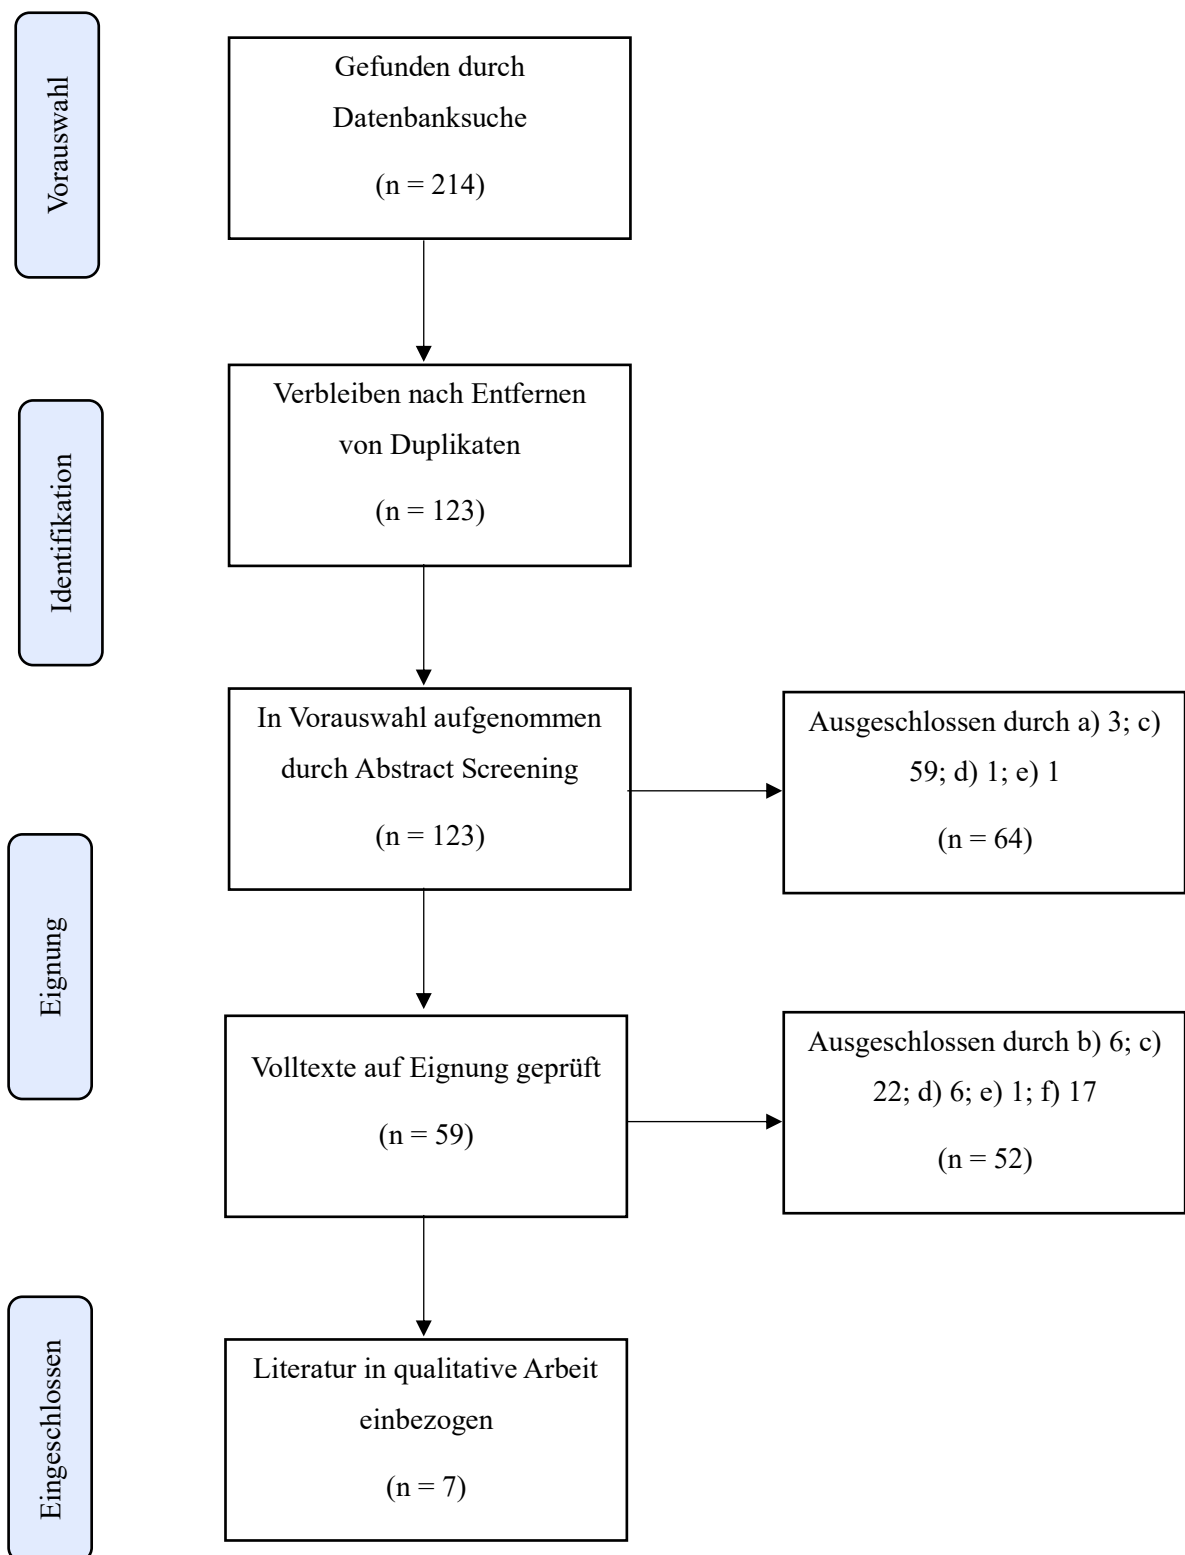 Vorauswahl
Gefunden durch
Datenbanksuche
(n = 214)
Identifikation
Verbleiben nach Entfernen
von Duplikaten
(n = 123)
In Vorauswahl aufgenommen
durch Abstract Screening
(n = 123)
Ausgeschlossen durch a) 3; c)
59; d) 1; e) 1
(n = 64)
Eignung
Volltexte auf Eignung geprüft
(n = 59)
Ausgeschlossen durch b) 6; c)
22; d) 6; e) 1; f) 17
(n = 52)
Eingeschlossen
Literatur in qualitative Arbeit
einbezogen
(n = 7)